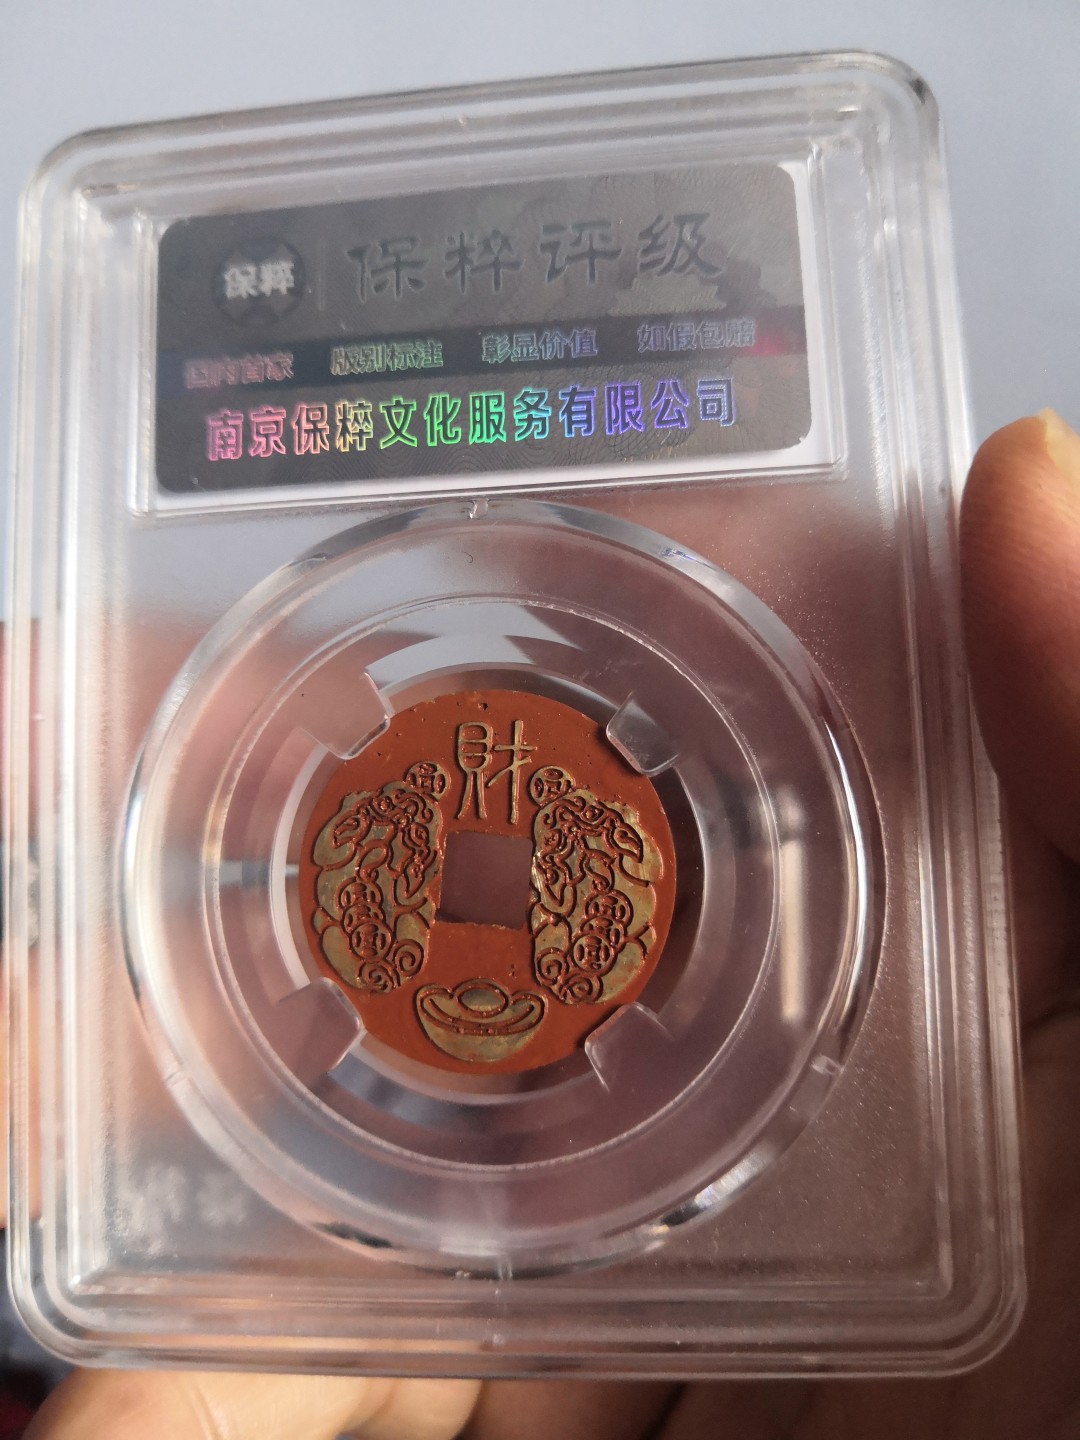 保粹 保粹评级
国内首家 版别标注 彰显价值 如假包赔
南京保粹文化服务有限公司
財